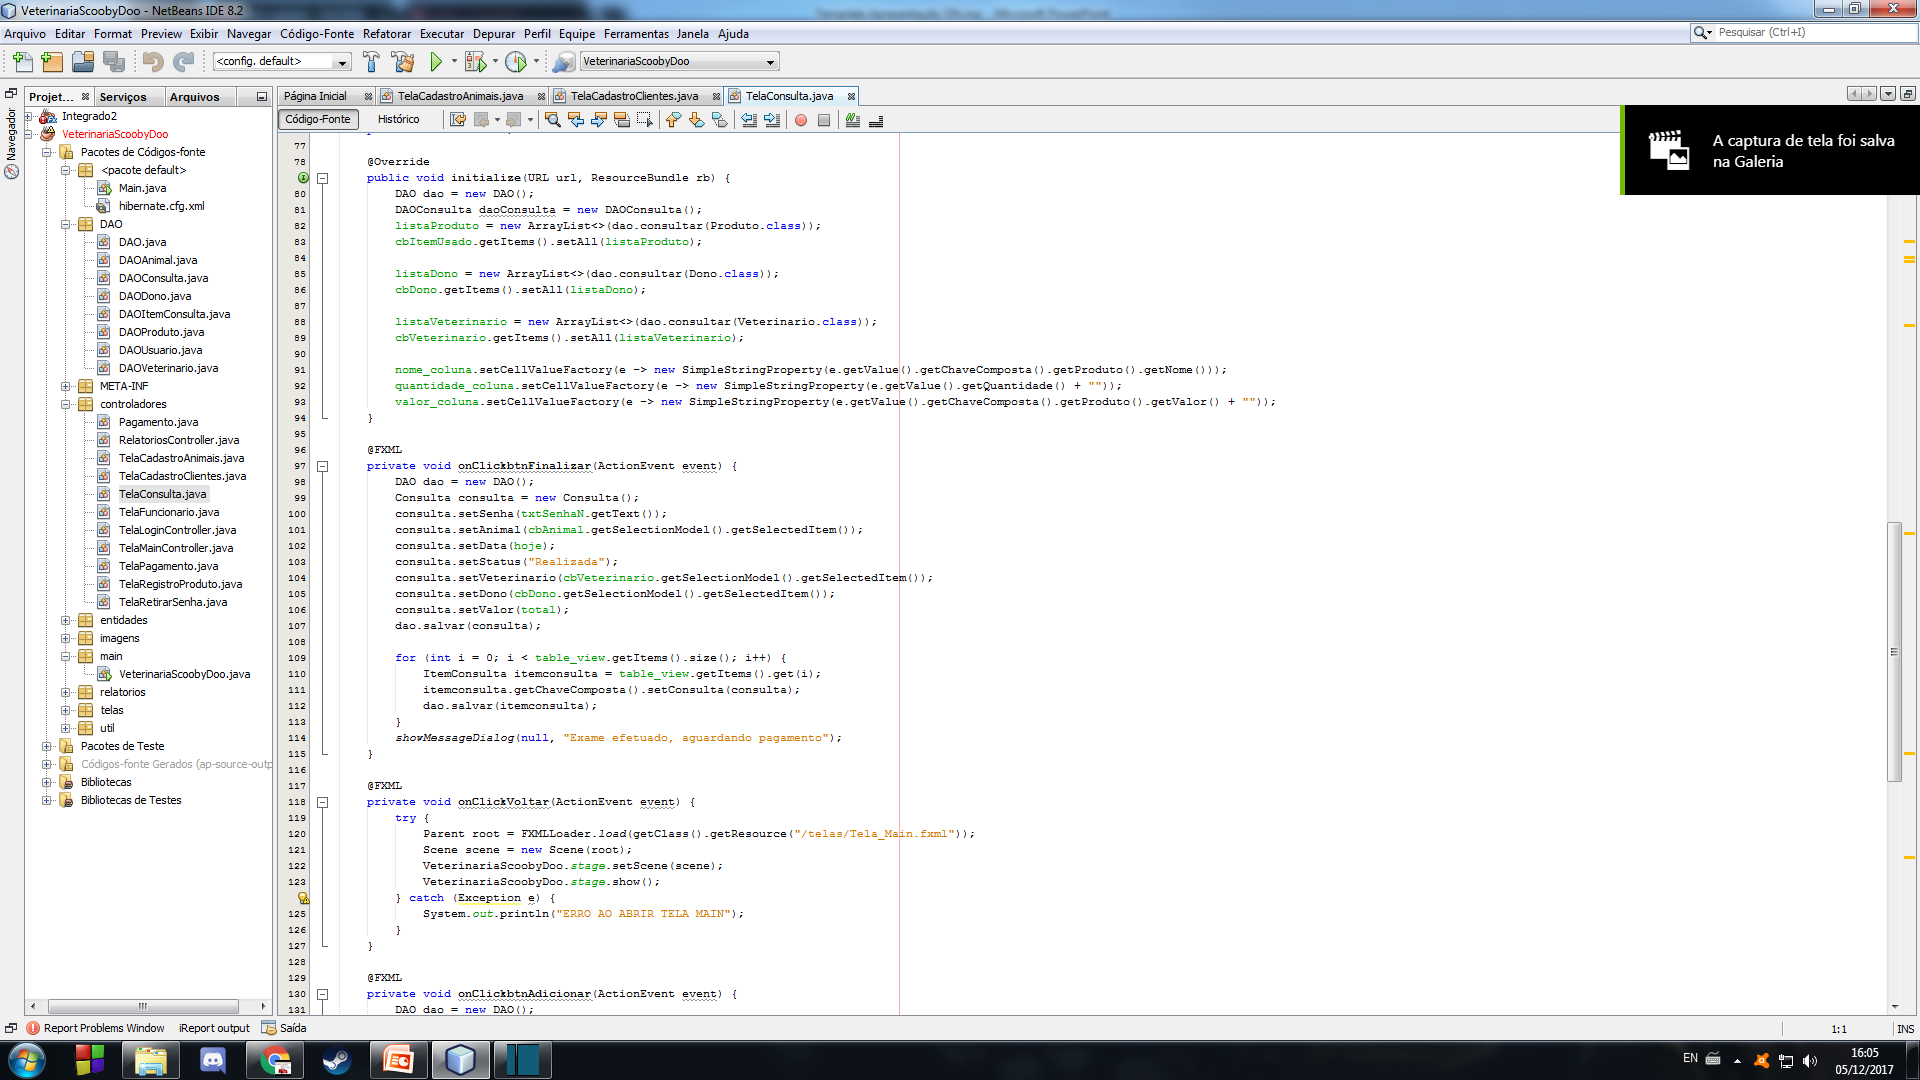 VeterinariaScoobyDoo - NetBeans IDE 8.2
Arquivo Editar Format Preview Exibir Navegar Código-Fonte Refatorar Executar Depurar Perfil Equipe Ferramentas Janela Ajuda
Pesquisar (Ctrl+I)
<config. default>
VeterinariaScoobyDoo
Projet...
Serviços
Arquivos
Página Inicial
TelaCadastroAnimais.java
TelaCadastroClientes.java
TelaConsulta.java
Código-Fonte
Histórico
Navegador
Integrado2
VeterinariaScoobyDoo
Pacotes de Códigos-fonte
<pacote default>
Main.java
hibernate.cfg.xml
DAO
DAO.java
DAOAnimal.java
DAOConsulta.java
DAODono.java
DAOItemConsulta.java
DAOProduto.java
DAOUsuario.java
DAOVeterinario.java
META-INF
controladores
Pagamento.java
RelatoriosController.java
TelaCadastroAnimais.java
TelaCadastroClientes.java
TelaConsulta.java
TelaFuncionario.java
TelaLoginController.java
TelaMainController.java
TelaPagamento.java
TelaRegistroProduto.java
TelaRetirarSenha.java
entidades
imagens
main
VeterinariaScoobyDoo.java
relatorios
telas
util
Pacotes de Teste
Códigos-fonte Gerados (ap-source-outp
Bibliotecas
Bibliotecas de Testes
77
78 @Override
public void initialize(URL url, ResourceBundle rb) {
80 DAO dao = new DAO();
81 DAOConsulta daoConsulta = new DAOConsulta();
82 listaProduto = new ArrayList<>(dao.consultar(Produto.class));
83 cbItemUsado.getItems().setAll(listaProduto);
84
85 listaDono = new ArrayList<>(dao.consultar(Dono.class));
86 cbDono.getItems().setAll(listaDono);
87
88 listaVeterinario = new ArrayList<>(dao.consultar(Veterinario.class));
89 cbVeterinario.getItems().setAll(listaVeterinario);
90
91 nome_coluna.setCellValueFactory(e -> new SimpleStringProperty(e.getValue().getChaveComposta().getProduto().getNome()));
92 quantidade_coluna.setCellValueFactory(e -> new SimpleStringProperty(e.getValue().getQuantidade() + ""));
93 valor_coluna.setCellValueFactory(e -> new SimpleStringProperty(e.getValue().getChaveComposta().getProduto().getValor() + ""));
94 }
95
96 @FXML
97 private void onClickbtnFinalizar(ActionEvent event) {
98 DAO dao = new DAO();
99 Consulta consulta = new Consulta();
100 consulta.setSenha(txtSenhaN.getText());
101 consulta.setAnimal(cbAnimal.getSelectionModel().getSelectedItem());
102 consulta.setData(hoje);
103 consulta.setStatus("Realizada");
104 consulta.setVeterinario(cbVeterinario.getSelectionModel().getSelectedItem());
105 consulta.setDono(cbDono.getSelectionModel().getSelectedItem());
106 consulta.setValor(total);
107 dao.salvar(consulta);
108
109 for (int i = 0; i < table_view.getItems().size(); i++) {
110 ItemConsulta itemconsulta = table_view.getItems().get(i);
111 itemconsulta.getChaveComposta().setConsulta(consulta);
112 dao.salvar(itemconsulta);
113 }
114 showMessageDialog(null, "Exame efetuado, aguardando pagamento");
115 }
116
117 @FXML
118 private void onClickVoltar(ActionEvent event) {
119 try {
120 Parent root = FXMLLoader.load(getClass().getResource("/telas/Tela_Main.fxml"));
121 Scene scene = new Scene(root);
122 VeterinariaScoobyDoo.stage.setScene(scene);
123 VeterinariaScoobyDoo.stage.show();
} catch (Exception e) {
125 System.out.println("ERRO AO ABRIR TELA MAIN");
126 }
127 }
128
129 @FXML
130 private void onClickbtnAdicionar(ActionEvent event) {
131 DAO dao = new DAO();
A captura de tela foi salva
na Galeria
Report Problems Window
iReport output
Saída
1:1
INS
EN
16:05
05/12/2017